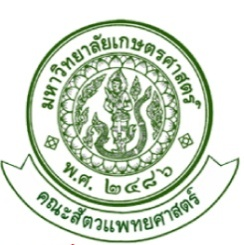 มหาวิทยาลัยเกษตรศาสตร์
พ.ศ. ๒๔๘๖
คณะสัตวแพทยศาสตร์